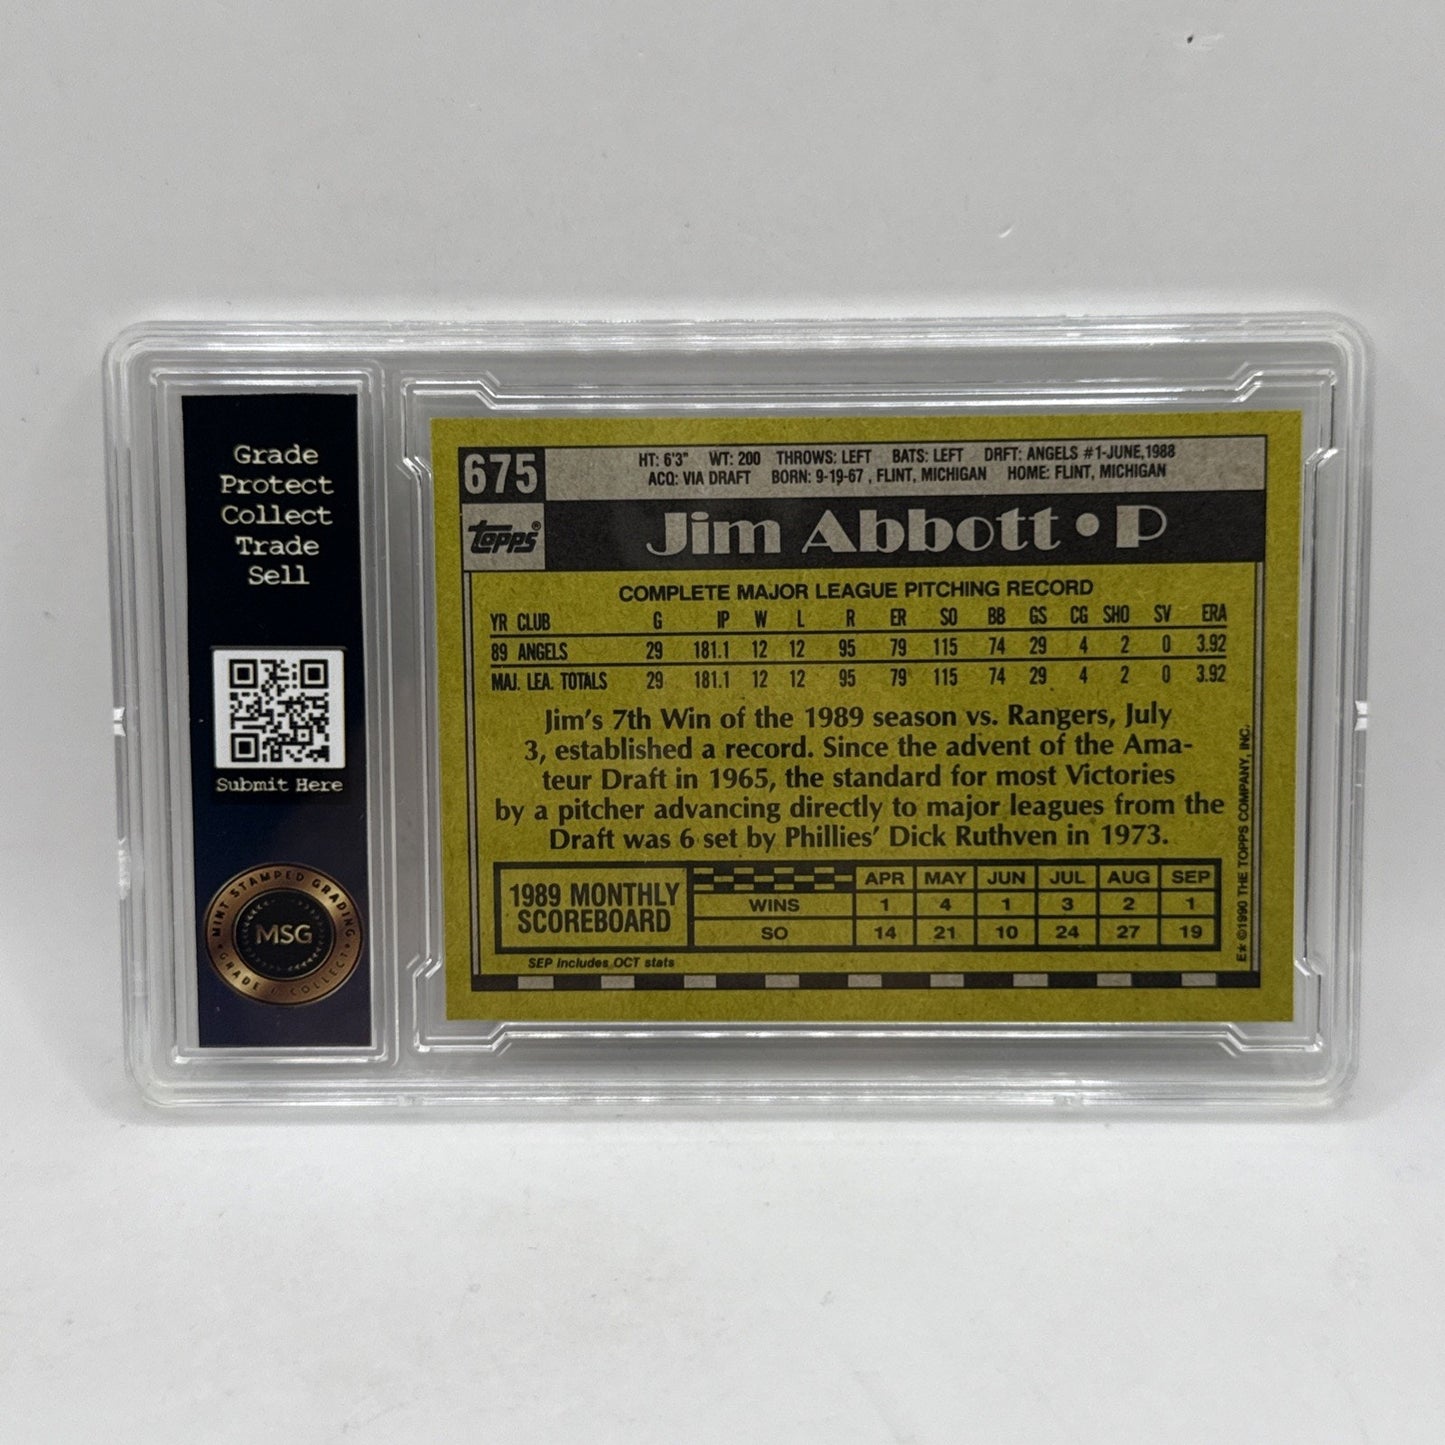 Grade
Protect
Collect
Trade
Sell
Submit Here
MINT STAMPED GRADING
MSG
GRADE & COLLECT
675
HT: 6'3" WT: 200 THROWS: LEFT BATS: LEFT DRFT: ANGELS #1-JUNE,1988
ACQ: VIA DRAFT BORN: 9-19-67 , FLINT, MICHIGAN HOME: FLINT, MICHIGAN
Topps®
Jim Abbott • P
COMPLETE MAJOR LEAGUE PITCHING RECORD
YR CLUB G IP W L R ER SO BB GS CG SHO SV ERA
89 ANGELS 29 181.1 12 12 95 79 115 74 29 4 2 0 3.92
MAJ. LEA. TOTALS 29 181.1 12 12 95 79 115 74 29 4 2 0 3.92
Jim's 7th Win of the 1989 season vs. Rangers, July
3, established a record. Since the advent of the Ama-
teur Draft in 1965, the standard for most Victories
by a pitcher advancing directly to major leagues from the
Draft was 6 set by Phillies' Dick Ruthven in 1973.
1989 MONTHLY
SCOREBOARD
APR MAY JUN JUL AUG SEP
WINS 1 4 1 3 2 1
SO 14 21 10 24 27 19
SEP includes OCT stats
E* ©1990 THE TOPPS COMPANY, INC.